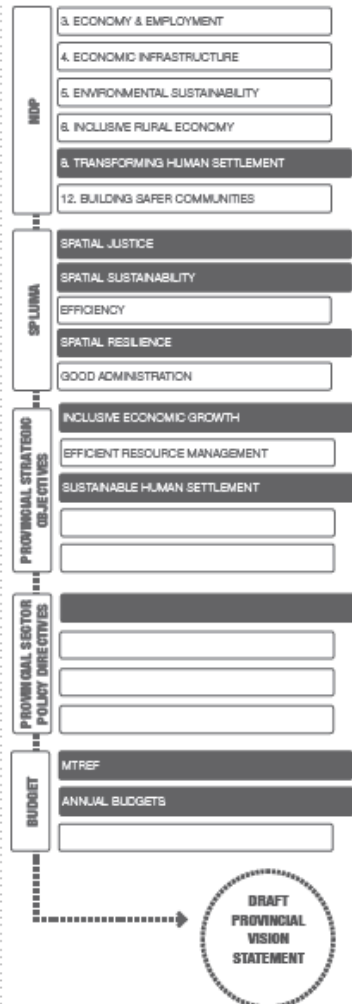 NDP
3. ECONOMY & EMPLOYMENT
4. ECONOMIC INFRASTRUCTURE
5. ENVIRONMENTAL SUSTAINABILITY
6. INCLUSIVE RURAL ECONOMY
8. TRANSFORMING HUMAN SETTLEMENT
12. BUILDING SAFER COMMUNITIES
SPLUMA
SPATIAL JUSTICE
SPATIAL SUSTAINABILITY
EFFICIENCY
SPATIAL RESILIENCE
GOOD ADMINISTRATION
PROVINCIAL STRATEGIC
OBJECTIVES
INCLUSIVE ECONOMIC GROWTH
EFFICIENT RESOURCE MANAGEMENT
SUSTAINABLE HUMAN SETTLEMENT
PROVINCIAL SECTOR
POLICY DIRECTIVES
BUDGET
MTREF
ANNUAL BUDGETS
DRAFT
PROVINCIAL
VISION
STATEMENT